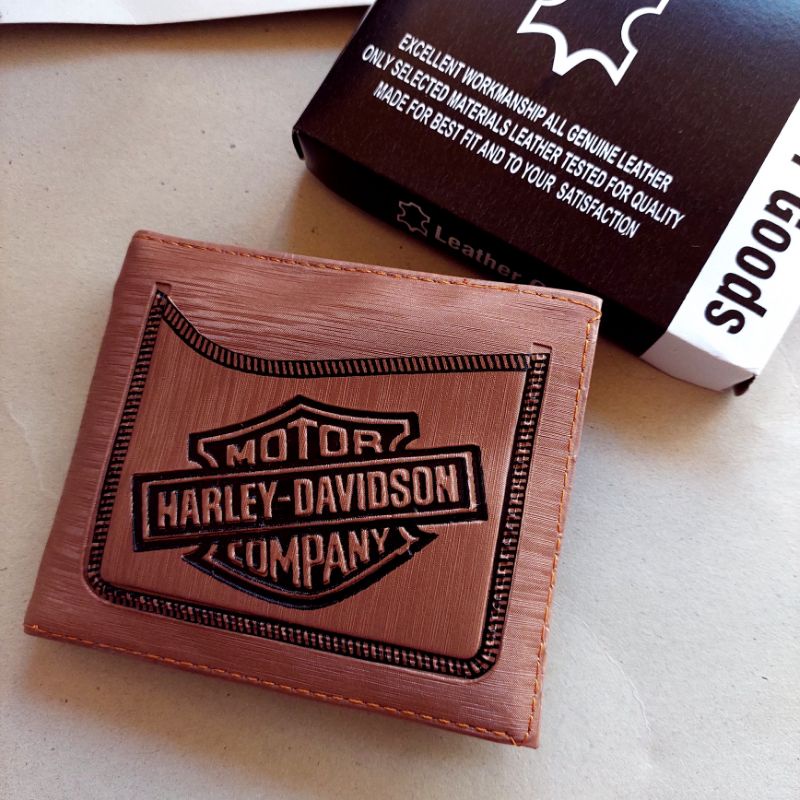 EXCELLENT WORKMANSHIP ALL GENUINE LEATHER
ONLY SELECTED MATERIALS LEATHER TESTED FOR QUALITY
MADE FOR BEST FIT AND TO YOUR SATISFACTION
Leather
Goods
MOTOR
HARLEY-DAVIDSON
COMPANY